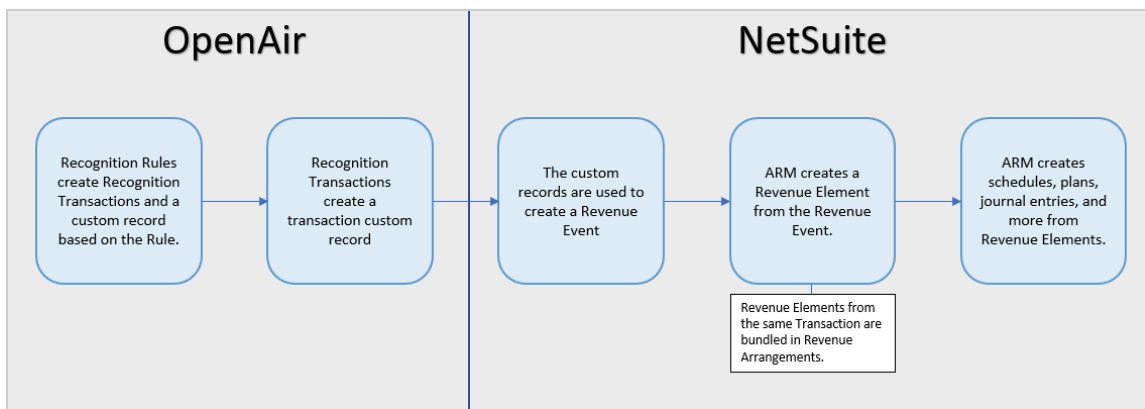 OpenAir
NetSuite
Recognition Rules
create Recognition
Transactions and a
custom record
based on the Rule.
Recognition
Transactions
create a
transaction custom
record
The custom
records are used to
create a Revenue
Event
ARM creates a
Revenue Element
from the Revenue
Event.
ARM creates
schedules, plans,
journal entries, and
more from
Revenue Elements.
Revenue Elements from
the same Transaction are
bundled in Revenue
Arrangements.